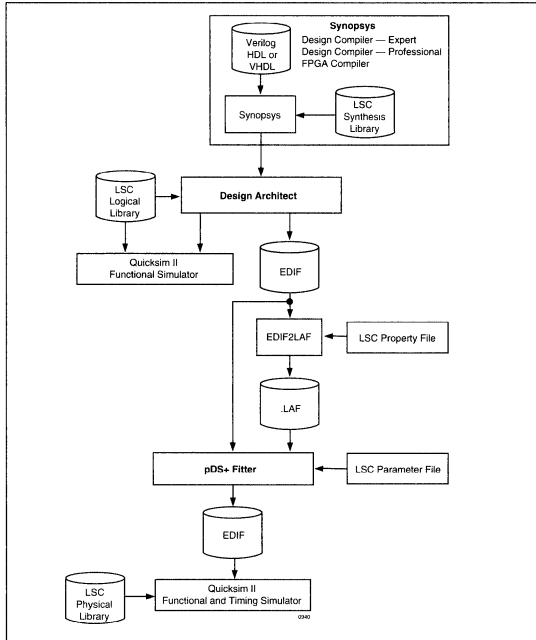 Synopsys
Design Compiler — Expert
Design Compiler — Professional
FPGA Compiler
Verilog
HDL or
VHDL
Synopsys
LSC
Synthesis
Library
LSC
Logical
Library
Design Architect
Quicksim II
Functional Simulator
EDIF
EDIF2LAF
LSC Property File
.LAF
pDS+ Fitter
LSC Parameter File
EDIF
LSC
Physical
Library
Quicksim II
Functional and Timing Simulator
0940